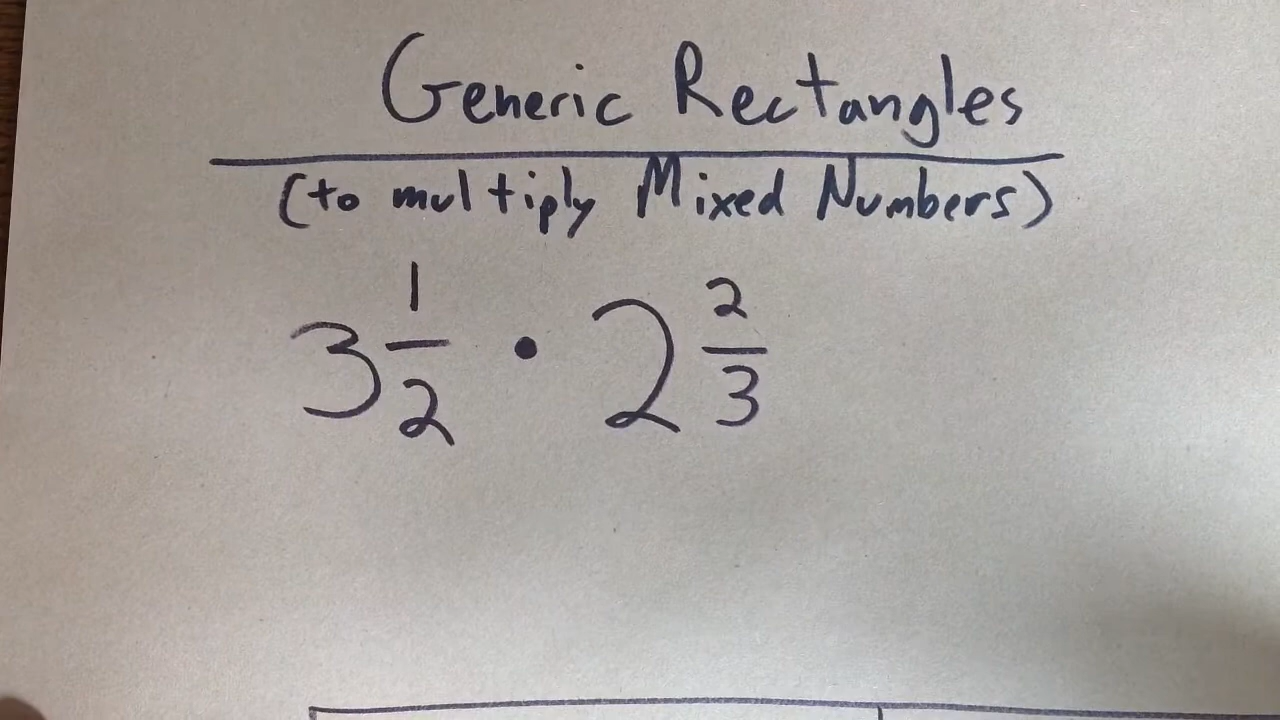 Generic Rectangles
(to multiply Mixed Numbers)
3 1/2 • 2 2/3